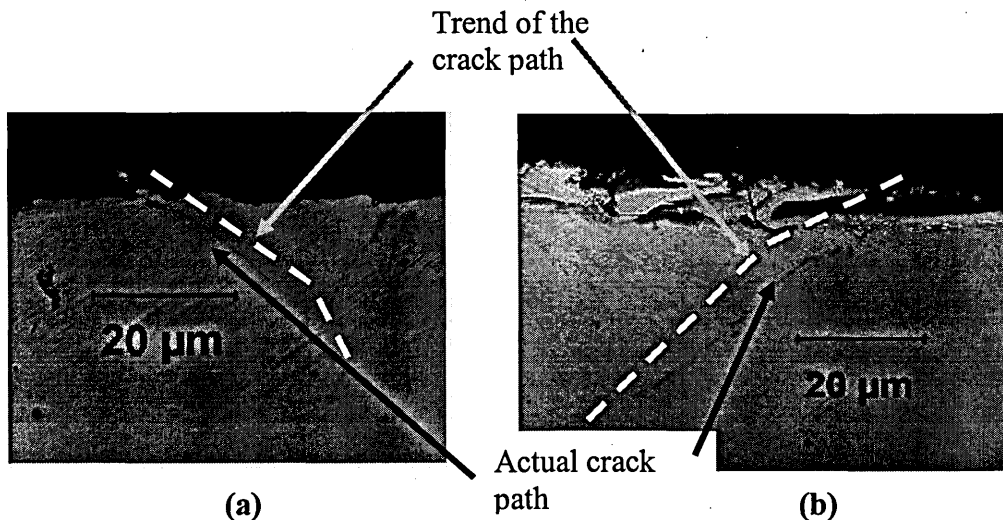 Trend of the
crack path
20 µm
20 µm
Actual crack
path
(a)
(b)